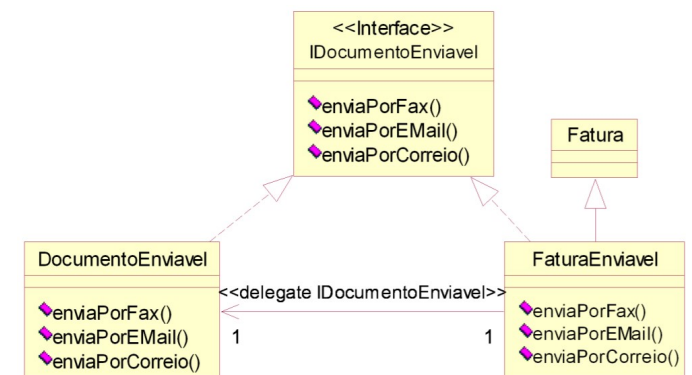 <<Interface>>
IDocumentoEnviavel
enviaPorFax()
enviaPorEMail()
enviaPorCorreio()
Fatura
DocumentoEnviavel
enviaPorFax()
enviaPorEMail()
enviaPorCorreio()
<<delegate IDocumentoEnviavel>>
1
1
FaturaEnviavel
enviaPorFax()
enviaPorEMail()
enviaPorCorreio()